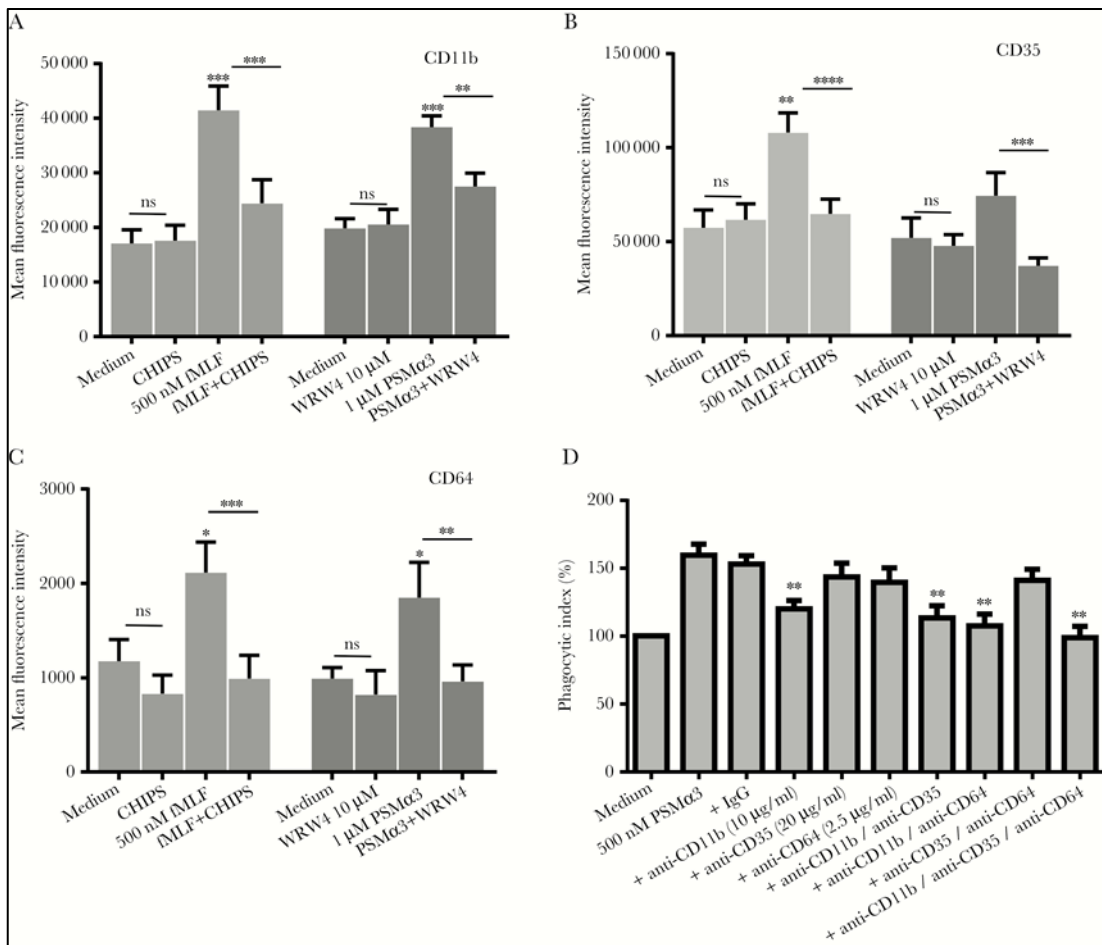 A
CD11b
Mean fluorescence intensity
50 000
40 000
30 000
20 000
10 000
0
ns
***
***
ns
***
**
Medium
CHIPS
500 nM fMLF
fMLF+CHIPS
Medium
WRW4 10 µM
1 µM PSMα3
PSMα3+WRW4
B
CD35
Mean fluorescence intensity
150 000
100 000
50 000
0
ns
**
****
ns
***
Medium
CHIPS
500 nM fMLF
fMLF+CHIPS
Medium
WRW4 10 µM
1 µM PSMα3
PSMα3+WRW4
C
CD64
Mean fluorescence intensity
3000
2000
1000
0
ns
*
***
ns
*
**
Medium
CHIPS
500 nM fMLF
fMLF+CHIPS
Medium
WRW4 10 µM
1 µM PSMα3
PSMα3+WRW4
D
Phagocytic index (%)
200
150
100
50
0
**
**
**
**
Medium
500 nM PSMα3
+ IgG
+ anti-CD11b (10 µg/ml)
+ anti-CD35 (20 µg/ml)
+ anti-CD64 (2.5 µg/ml)
+ anti-CD11b / anti-CD35
+ anti-CD11b / anti-CD64
+ anti-CD35 / anti-CD64
+ anti-CD11b / anti-CD35 / anti-CD64